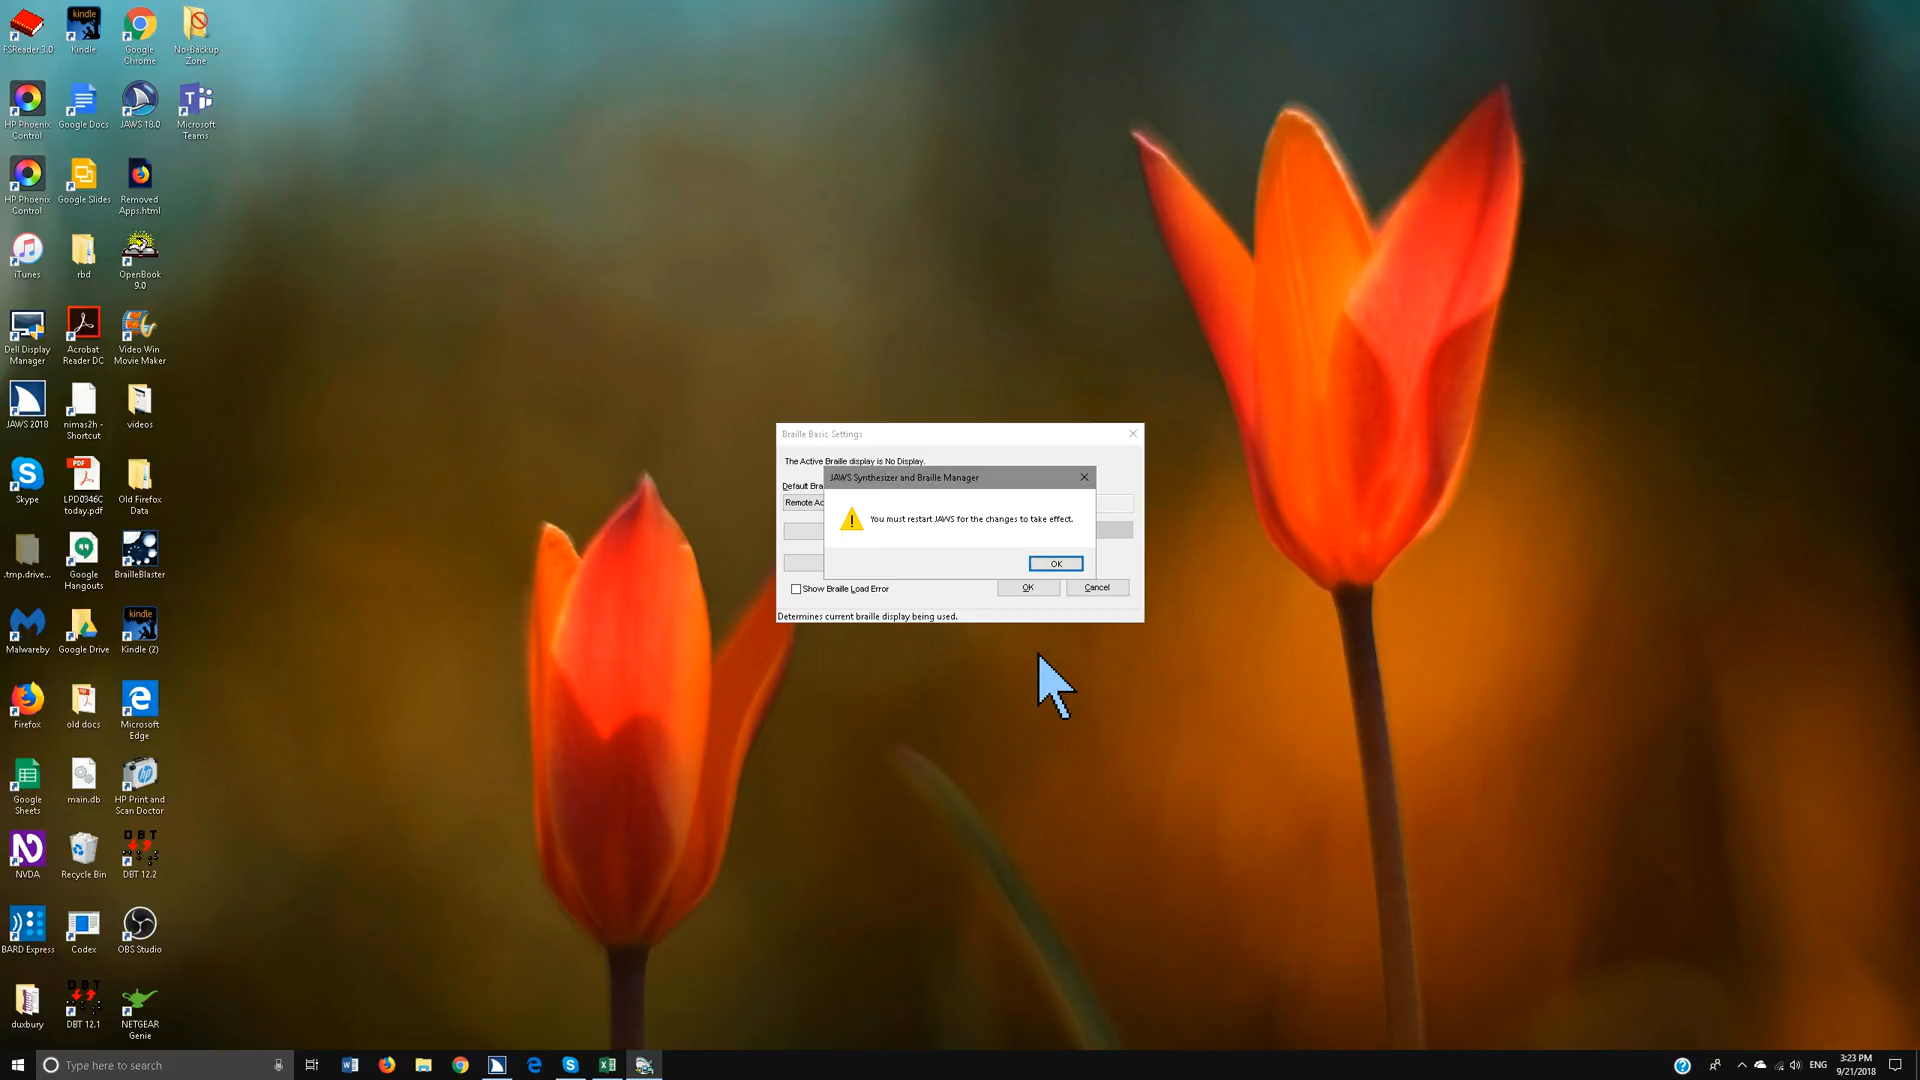 FSReader 3.0
Kindle
Google
Chrome
No-Backup
Zone
HP Phoenix
Control
Google Docs
JAWS 18.0
Microsoft
Teams
HP Phoenix
Control
Google Slides
Removed
Apps.html
iTunes
rbd
OpenBook
9.0
Dell Display
Manager
Acrobat
Reader DC
Video Win
Movie Maker
JAWS 2018
nimas2h -
Shortcut
videos
Skype
LPD0346C
today.pdf
Old Firefox
Data
.tmp.drive...
Google
Hangouts
BrailleBlaster
Malwareby
Google Drive
Kindle (2)
Firefox
old docs
Microsoft
Edge
Google
Sheets
main.db
HP Print and
Scan Doctor
NVDA
Recycle Bin
DBT 12.2
BARD Express
Codex
OBS Studio
duxbury
DBT 12.1
NETGEAR
Genie
Braille Basic Settings
The Active Braille display is No Display.
JAWS Synthesizer and Braille Manager
Default Bra
Remote Ac
You must restart JAWS for the changes to take effect.
OK
Show Braille Load Error
OK
Cancel
Determines current braille display being used.
Type here to search
ENG
3:23 PM
9/21/2018